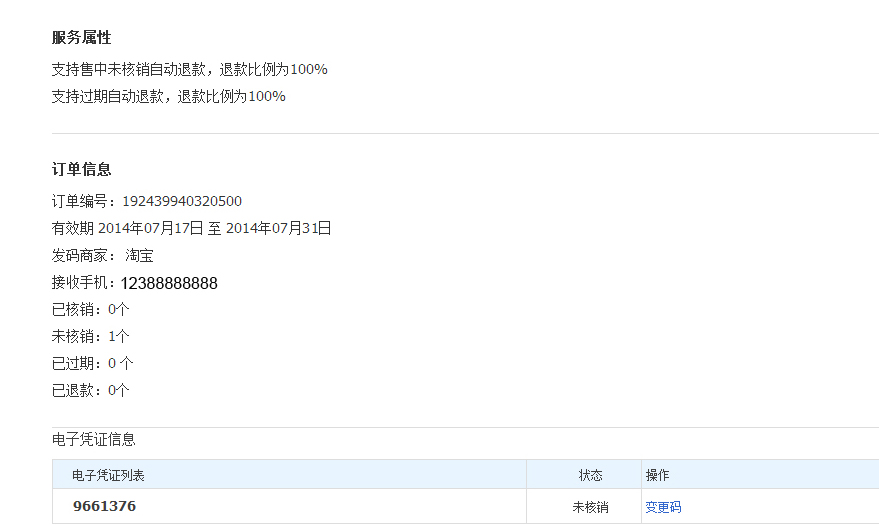 服务属性
支持售中未核销自动退款，退款比例为100%
支持过期自动退款，退款比例为100%
订单信息
订单编号：192439940320500
有效期 2014年07月17日 至 2014年07月31日
发码商家： 淘宝
接收手机：12388888888
已核销：0个
未核销：1个
已过期：0 个
已退款：0个
电子凭证信息
电子凭证列表 状态 操作
9661376 未核销 变更码